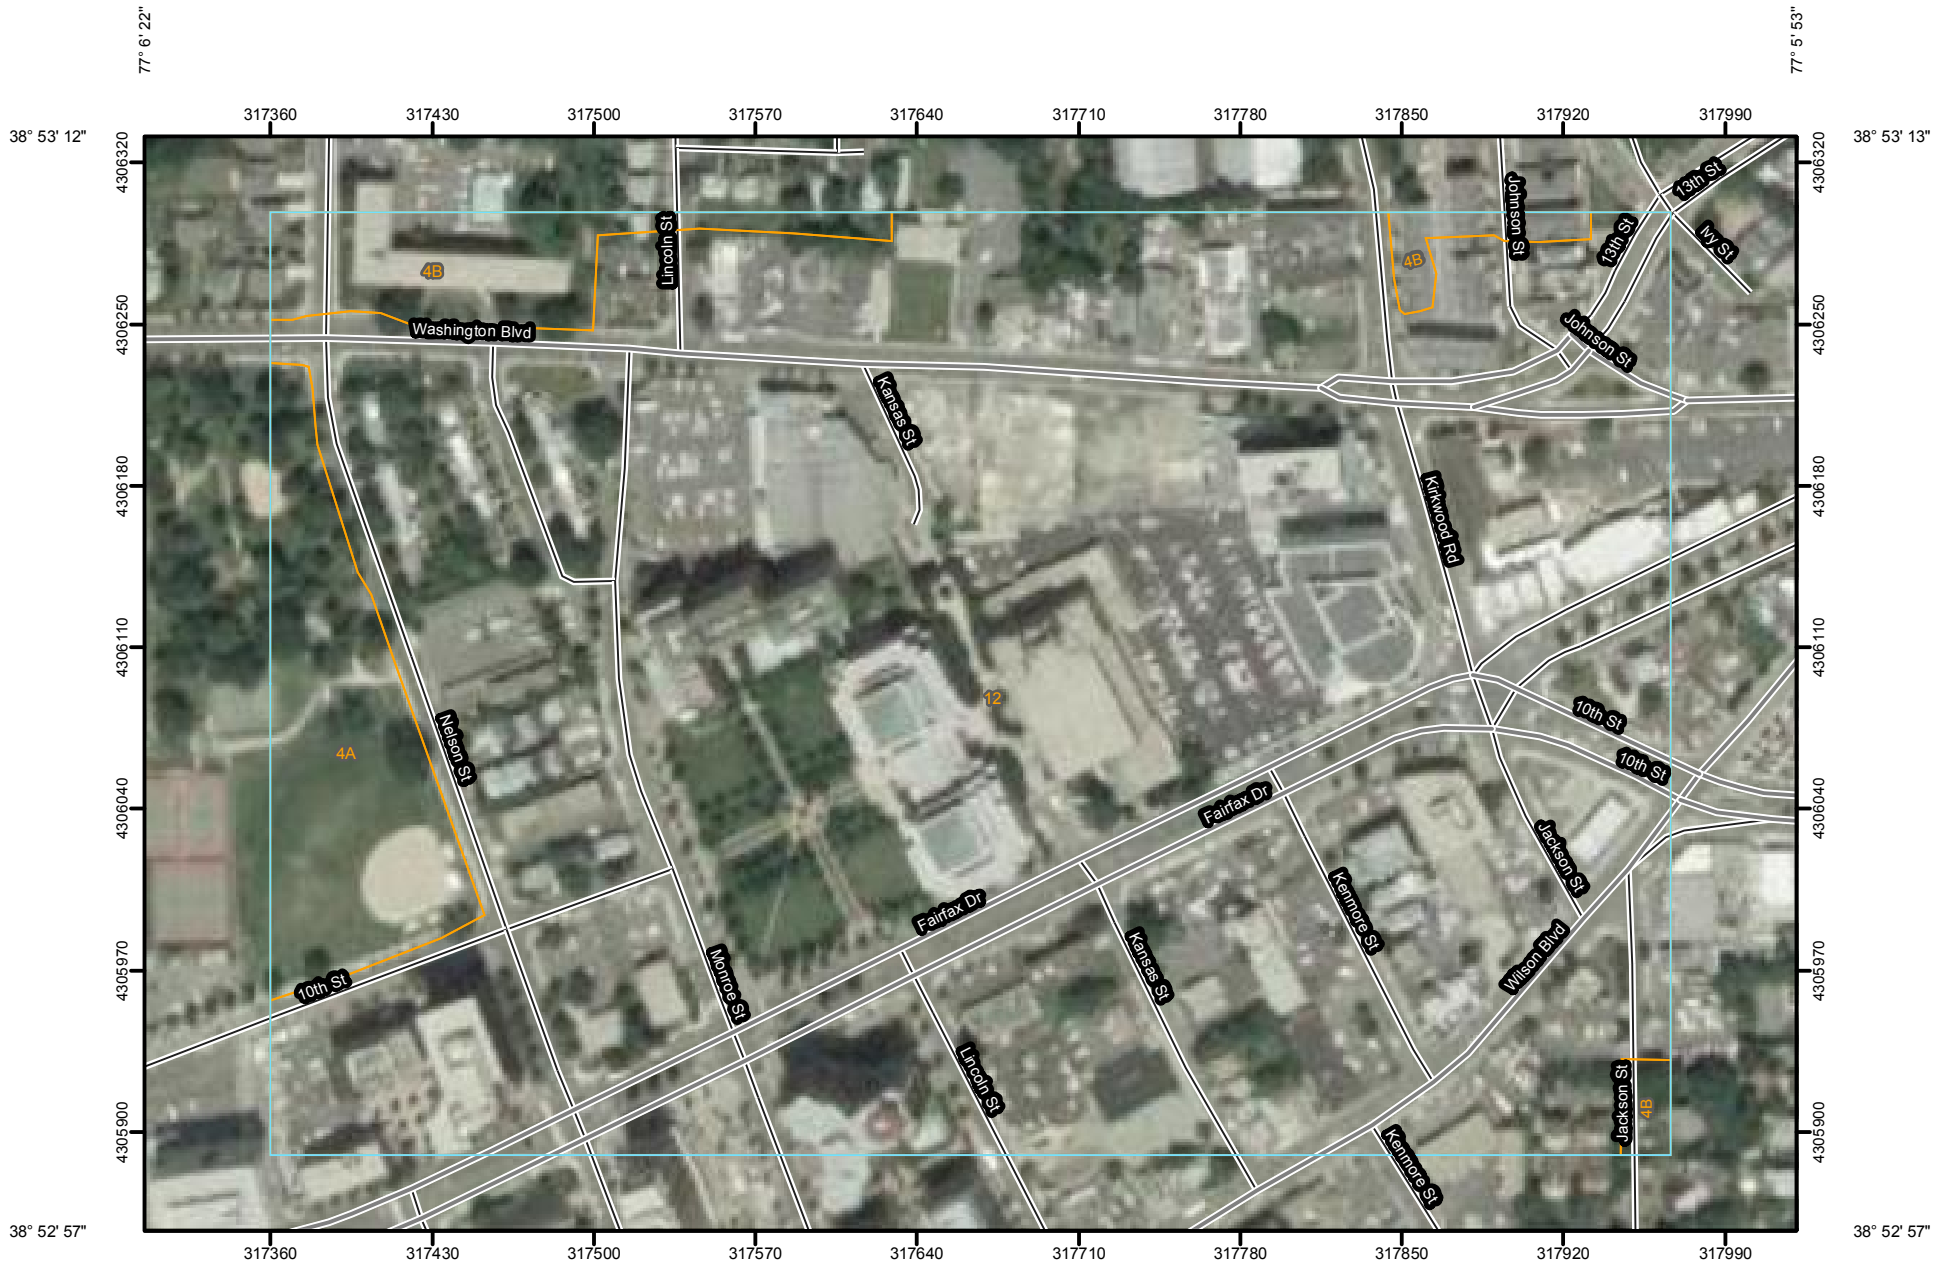 77° 6' 22"
77° 5' 53"
317360 317430 317500 317570 317640 317710 317780 317850 317920 317990
38° 53' 12"
38° 53' 13"
4306320
4306320
13th St
Johnson St
Lincoln St
13th St
Ivy St
4B
4B
4306250
4306250
Washington Blvd
Johnson St
Kansas St
4306180
4306180
Kirkwood Rd
4306110
4306110
12
10th St
Nelson St
4A
10th St
4306040
4306040
Fairfax Dr
Jackson St
Fairfax Dr
Kenmore St
Wilson Blvd
Kansas St
4305970
4305970
10th St
Monroe St
Lincoln St
Jackson St
4B
4305900
4305900
Kenmore St
38° 52' 57"
38° 52' 57"
317360 317430 317500 317570 317640 317710 317780 317850 317920 317990